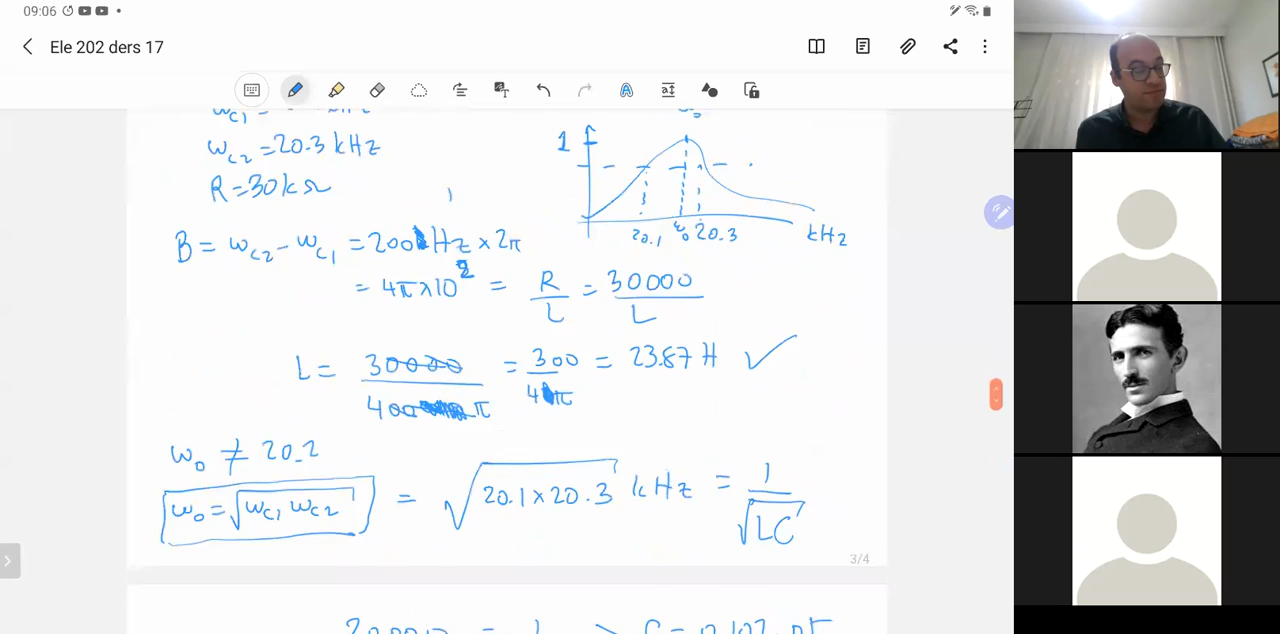 09:06
Ele 202 ders 17
ωc2 = 20.3 kHz
R = 30kΩ
1
20.1 ω0 20.3 kHz
B = ωc2 - ωc1 = 200 Hz × 2π
= 4π×10² = R/L = 30000/L
L = 30000/400π = 300/4π = 23.87 H ✓
ω0 ≠ 20.2
ω0 = √ωc1 ωc2 = √20.1 × 20.3 kHz = 1/√LC
3/4